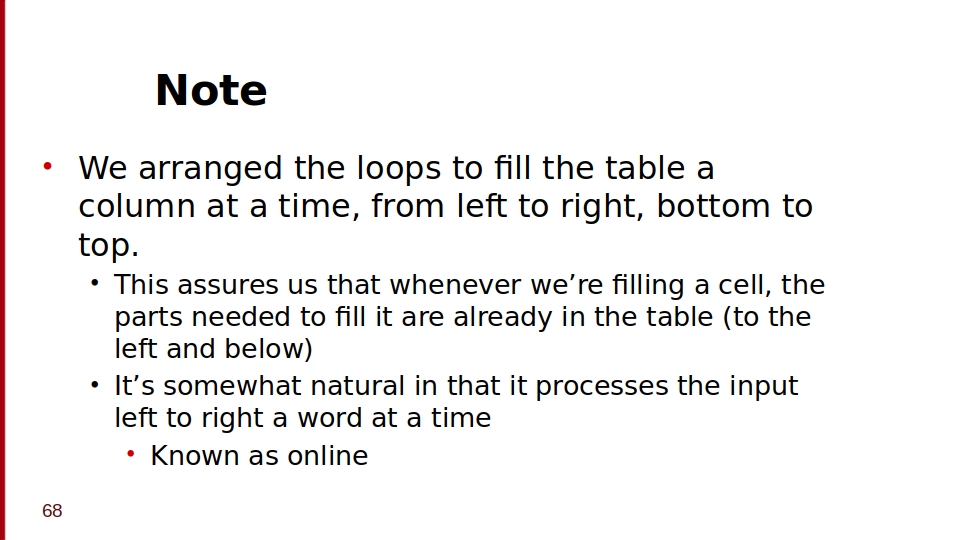 Note
• We arranged the loops to fill the table a
column at a time, from left to right, bottom to
top.
• This assures us that whenever we’re filling a cell, the
parts needed to fill it are already in the table (to the
left and below)
• It’s somewhat natural in that it processes the input
left to right a word at a time
• Known as online
68